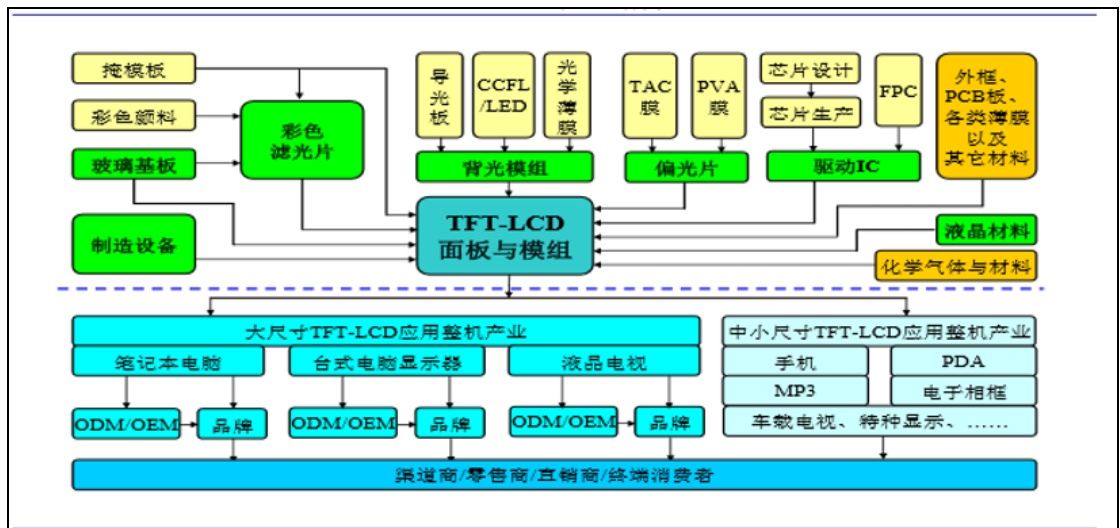 掩模板
彩色颜料
玻璃基板
制造设备
彩色
滤光片
导
光
板
CCFL
/LED
光
学
薄
膜
背光模组
TAC
膜
PVA
膜
偏光片
芯片设计
芯片生产
FPC
驱动IC
外框、
PCB板、
各类薄膜
以及
其它材料
液晶材料
化学气体与材料
TFT-LCD
面板与模组
大尺寸TFT-LCD应用整机产业
笔记本电脑
台式电脑显示器
液晶电视
ODM/OEM
品牌
ODM/OEM
品牌
ODM/OEM
品牌
中小尺寸TFT-LCD应用整机产业
手机
PDA
MP3
电子相框
车载电视、特种显示、……
渠道商/零售商/直销商/终端消费者